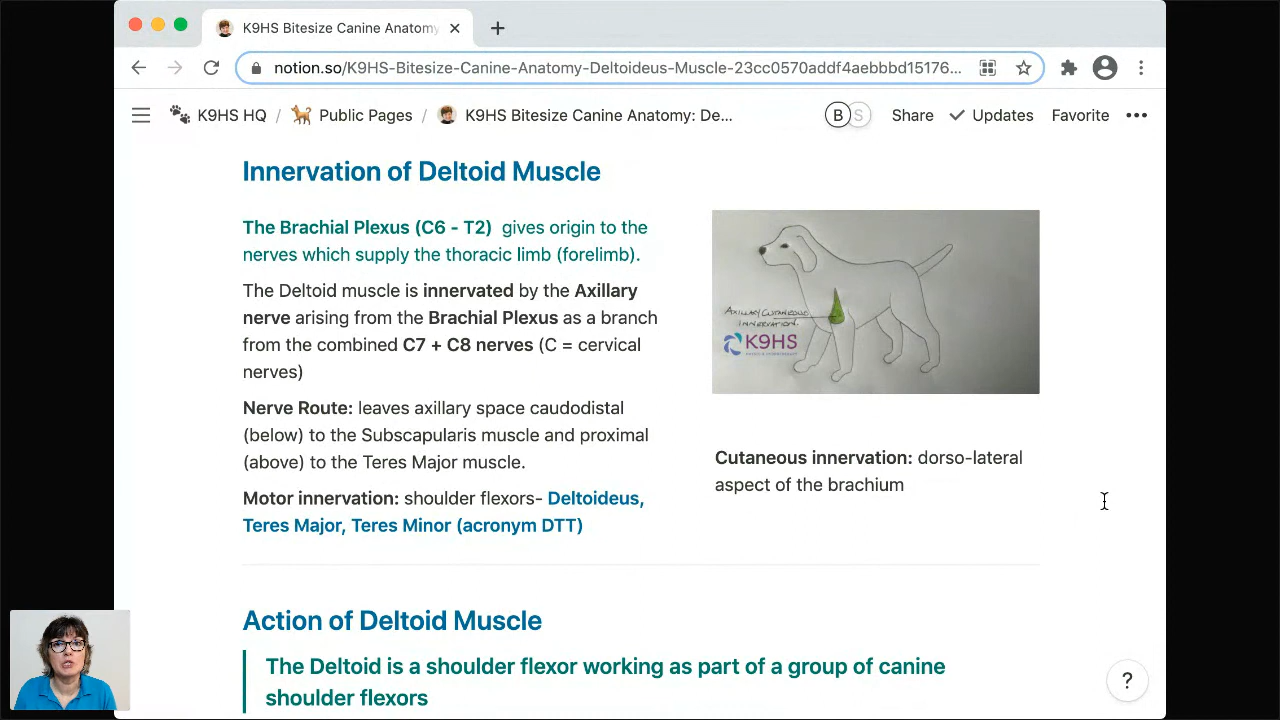 K9HS Bitesize Canine Anatomy
notion.so/K9HS-Bitesize-Canine-Anatomy-Deltoideus-Muscle-23cc0570addf4aebbbd15176...
K9HS HQ / Public Pages / K9HS Bitesize Canine Anatomy: De...
B S Share Updates Favorite
Innervation of Deltoid Muscle
The Brachial Plexus (C6 - T2) gives origin to the
nerves which supply the thoracic limb (forelimb).
The Deltoid muscle is innervated by the Axillary
nerve arising from the Brachial Plexus as a branch
from the combined C7 + C8 nerves (C = cervical
nerves)
Nerve Route: leaves axillary space caudodistal
(below) to the Subscapularis muscle and proximal
(above) to the Teres Major muscle.
Motor innervation: shoulder flexors- Deltoideus,
Teres Major, Teres Minor (acronym DTT)
AXILLARY CUTANEOUS
INNERVATION.
K9HS
Cutaneous innervation: dorso-lateral
aspect of the brachium
Action of Deltoid Muscle
The Deltoid is a shoulder flexor working as part of a group of canine
shoulder flexors
?